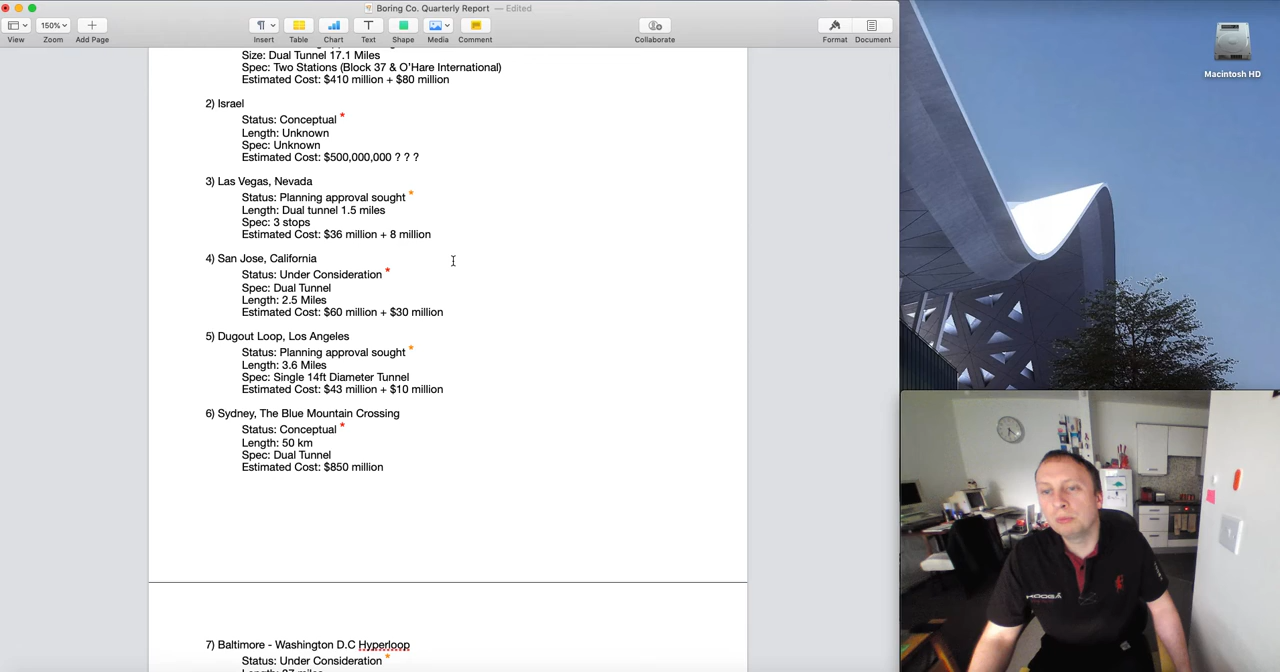 Boring Co. Quarterly Report — Edited
150%
View
Zoom
Add Page
Insert
Table
Chart
Text
Shape
Media
Comment
Collaborate
Format
Document
Macintosh HD
Size: Dual Tunnel 17.1 Miles
Spec: Two Stations (Block 37 & O'Hare International)
Estimated Cost: $410 million + $80 million
2) Israel
Status: Conceptual *
Length: Unknown
Spec: Unknown
Estimated Cost: $500,000,000 ? ? ?
3) Las Vegas, Nevada
Status: Planning approval sought *
Length: Dual tunnel 1.5 miles
Spec: 3 stops
Estimated Cost: $36 million + 8 million
4) San Jose, California
Status: Under Consideration *
Spec: Dual Tunnel
Length: 2.5 Miles
Estimated Cost: $60 million + $30 million
5) Dugout Loop, Los Angeles
Status: Planning approval sought *
Length: 3.6 Miles
Spec: Single 14ft Diameter Tunnel
Estimated Cost: $43 million + $10 million
6) Sydney, The Blue Mountain Crossing
Status: Conceptual *
Length: 50 km
Spec: Dual Tunnel
Estimated Cost: $850 million
7) Baltimore - Washington D.C Hyperloop
Status: Under Consideration *